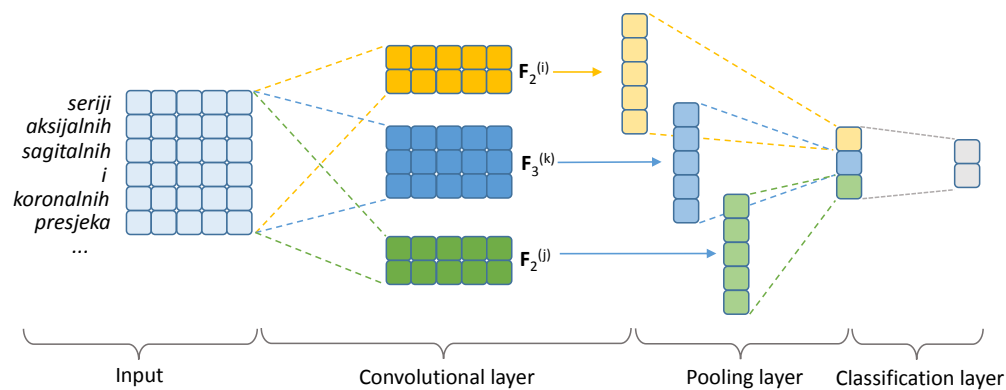 seriji
aksijalnih
sagitalnih
i
koronalnih
presjeka
...
F₂⁽ⁱ⁾
F₃⁽ᵏ⁾
F₂⁽ʲ⁾
Input
Convolutional layer
Pooling layer
Classification layer